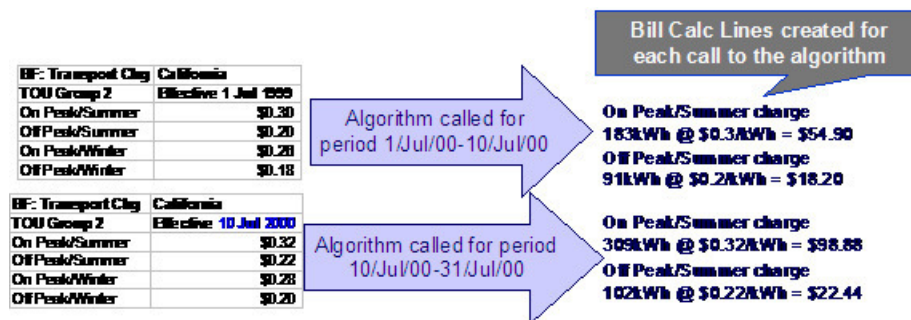 Bill Calc Lines created for
each call to the algorithm
BF: Transport Chg California
TOU Group 2 Effective 1 Jul 1999
On Peak/Summer $0.30
Off Peak/Summer $0.20
On Peak/Winter $0.26
Off Peak/Winter $0.18
Algorithm called for
period 1/Jul/00-10/Jul/00
On Peak/Summer charge
183kWh @ $0.3/kWh = $54.90
Off Peak/Summer charge
91kWh @ $0.2/kWh = $18.20
BF: Transport Chg California
TOU Group 2 Effective 10 Jul 2000
On Peak/Summer $0.32
Off Peak/Summer $0.22
On Peak/Winter $0.28
Off Peak/Winter $0.20
Algorithm called for period
10/Jul/00-31/Jul/00
On Peak/Summer charge
309kWh @ $0.32/kWh = $98.88
Off Peak/Summer charge
102kWh @ $0.22/kWh = $22.44